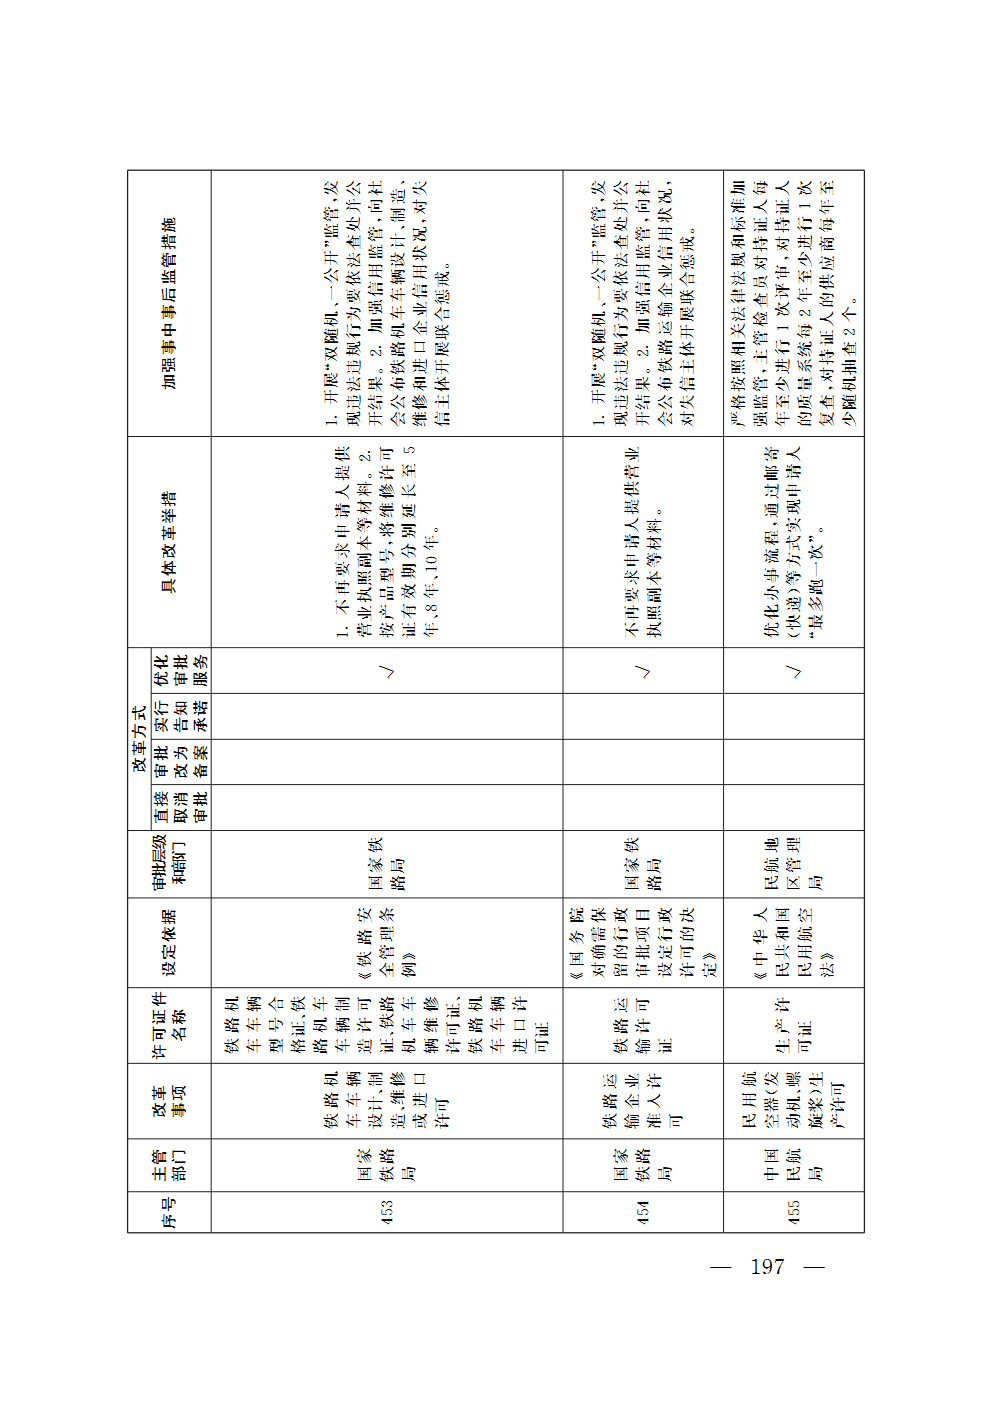 序号
主管
部门
改革
事项
许可证件
名称
设定依据
审批层级
和部门
改革方式
直接
取消
审批
审批
改为
备案
实行
告知
承诺
优化
审批
服务
具体改革举措
加强事中事后监管措施
453
国家
铁路
局
铁路机
车车辆
设计、制
造、维修
或进口
许可
铁路机
车车辆
型号合
格证、铁
路机车
车辆制
造许可
证、铁路
机车车
辆维修
许可证、
铁路机
车车辆
进口许
可证
《铁路安
全管理条
例》
国家铁
路局
√
1. 不再要求申请人提供
营业执照副本等材料。2.
按产品型号,将维修许可
证有效期分别延长至 5
年、8 年、10 年。
1. 开展“双随机、一公开”监管,发
现违法违规行为要依法查处并公
开结果。2. 加强信用监管,向社
会公布铁路机车车辆设计、制造、
维修和进口企业信用状况,对失
信主体开展联合惩戒。
454
国家
铁路
局
铁路运
输企业
准入许
可
铁路运
输许可
证
《国务院
对确需保
留的行政
审批项目
设定行政
许可的决
定》
国家铁
路局
√
不再要求申请人提供营业
执照副本等材料。
1. 开展“双随机、一公开”监管,发
现违法违规行为要依法查处并公
开结果。2. 加强信用监管,向社
会公布铁路运输企业信用状况,
对失信主体开展联合惩戒。
455
中国
民航
局
民用航
空器(发
动机、螺
旋桨)生
产许可
生产许
可证
《中华人
民共和国
民用航空
法》
民航地
区管理
局
√
优化办事流程,通过邮寄
(快递)等方式实现申请人
“最多跑一次”。
严格按照相关法律法规和标准加
强监管,主管检查员对持证人每
年至少进行 1 次评审,对持证人
的质量系统每 2 年至少进行 1 次
复查,对持证人的供应商每年至
少随机抽查 2 个。
— 197 —